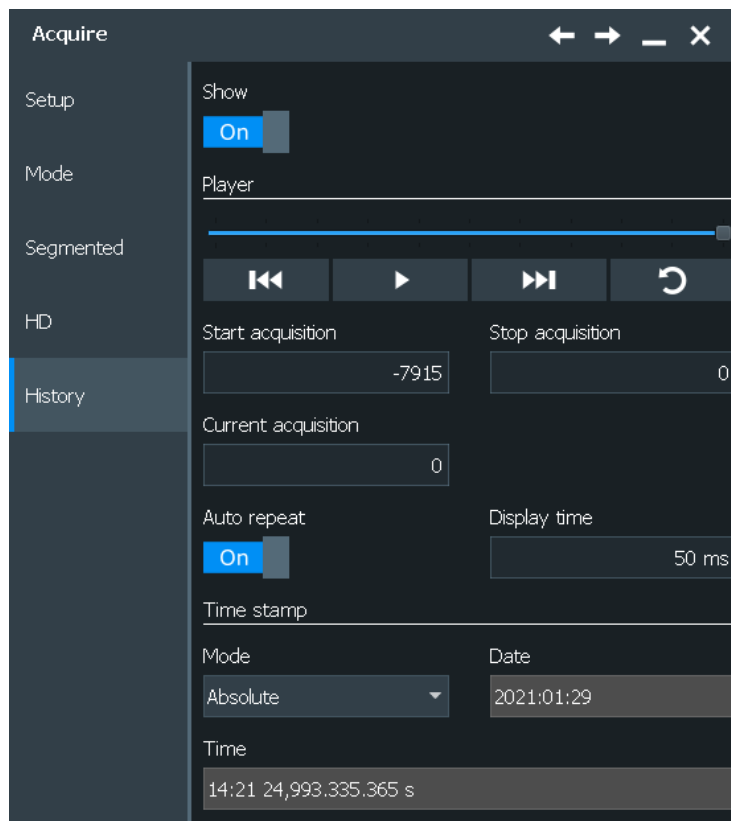 Acquire
Setup
Mode
Segmented
HD
History
Show
On
Player
Start acquisition Stop acquisition
-7915 0
Current acquisition
0
Auto repeat Display time
On 50 ms
Time stamp
Mode Date
Absolute 2021:01:29
Time
14:21 24,993.335.365 s